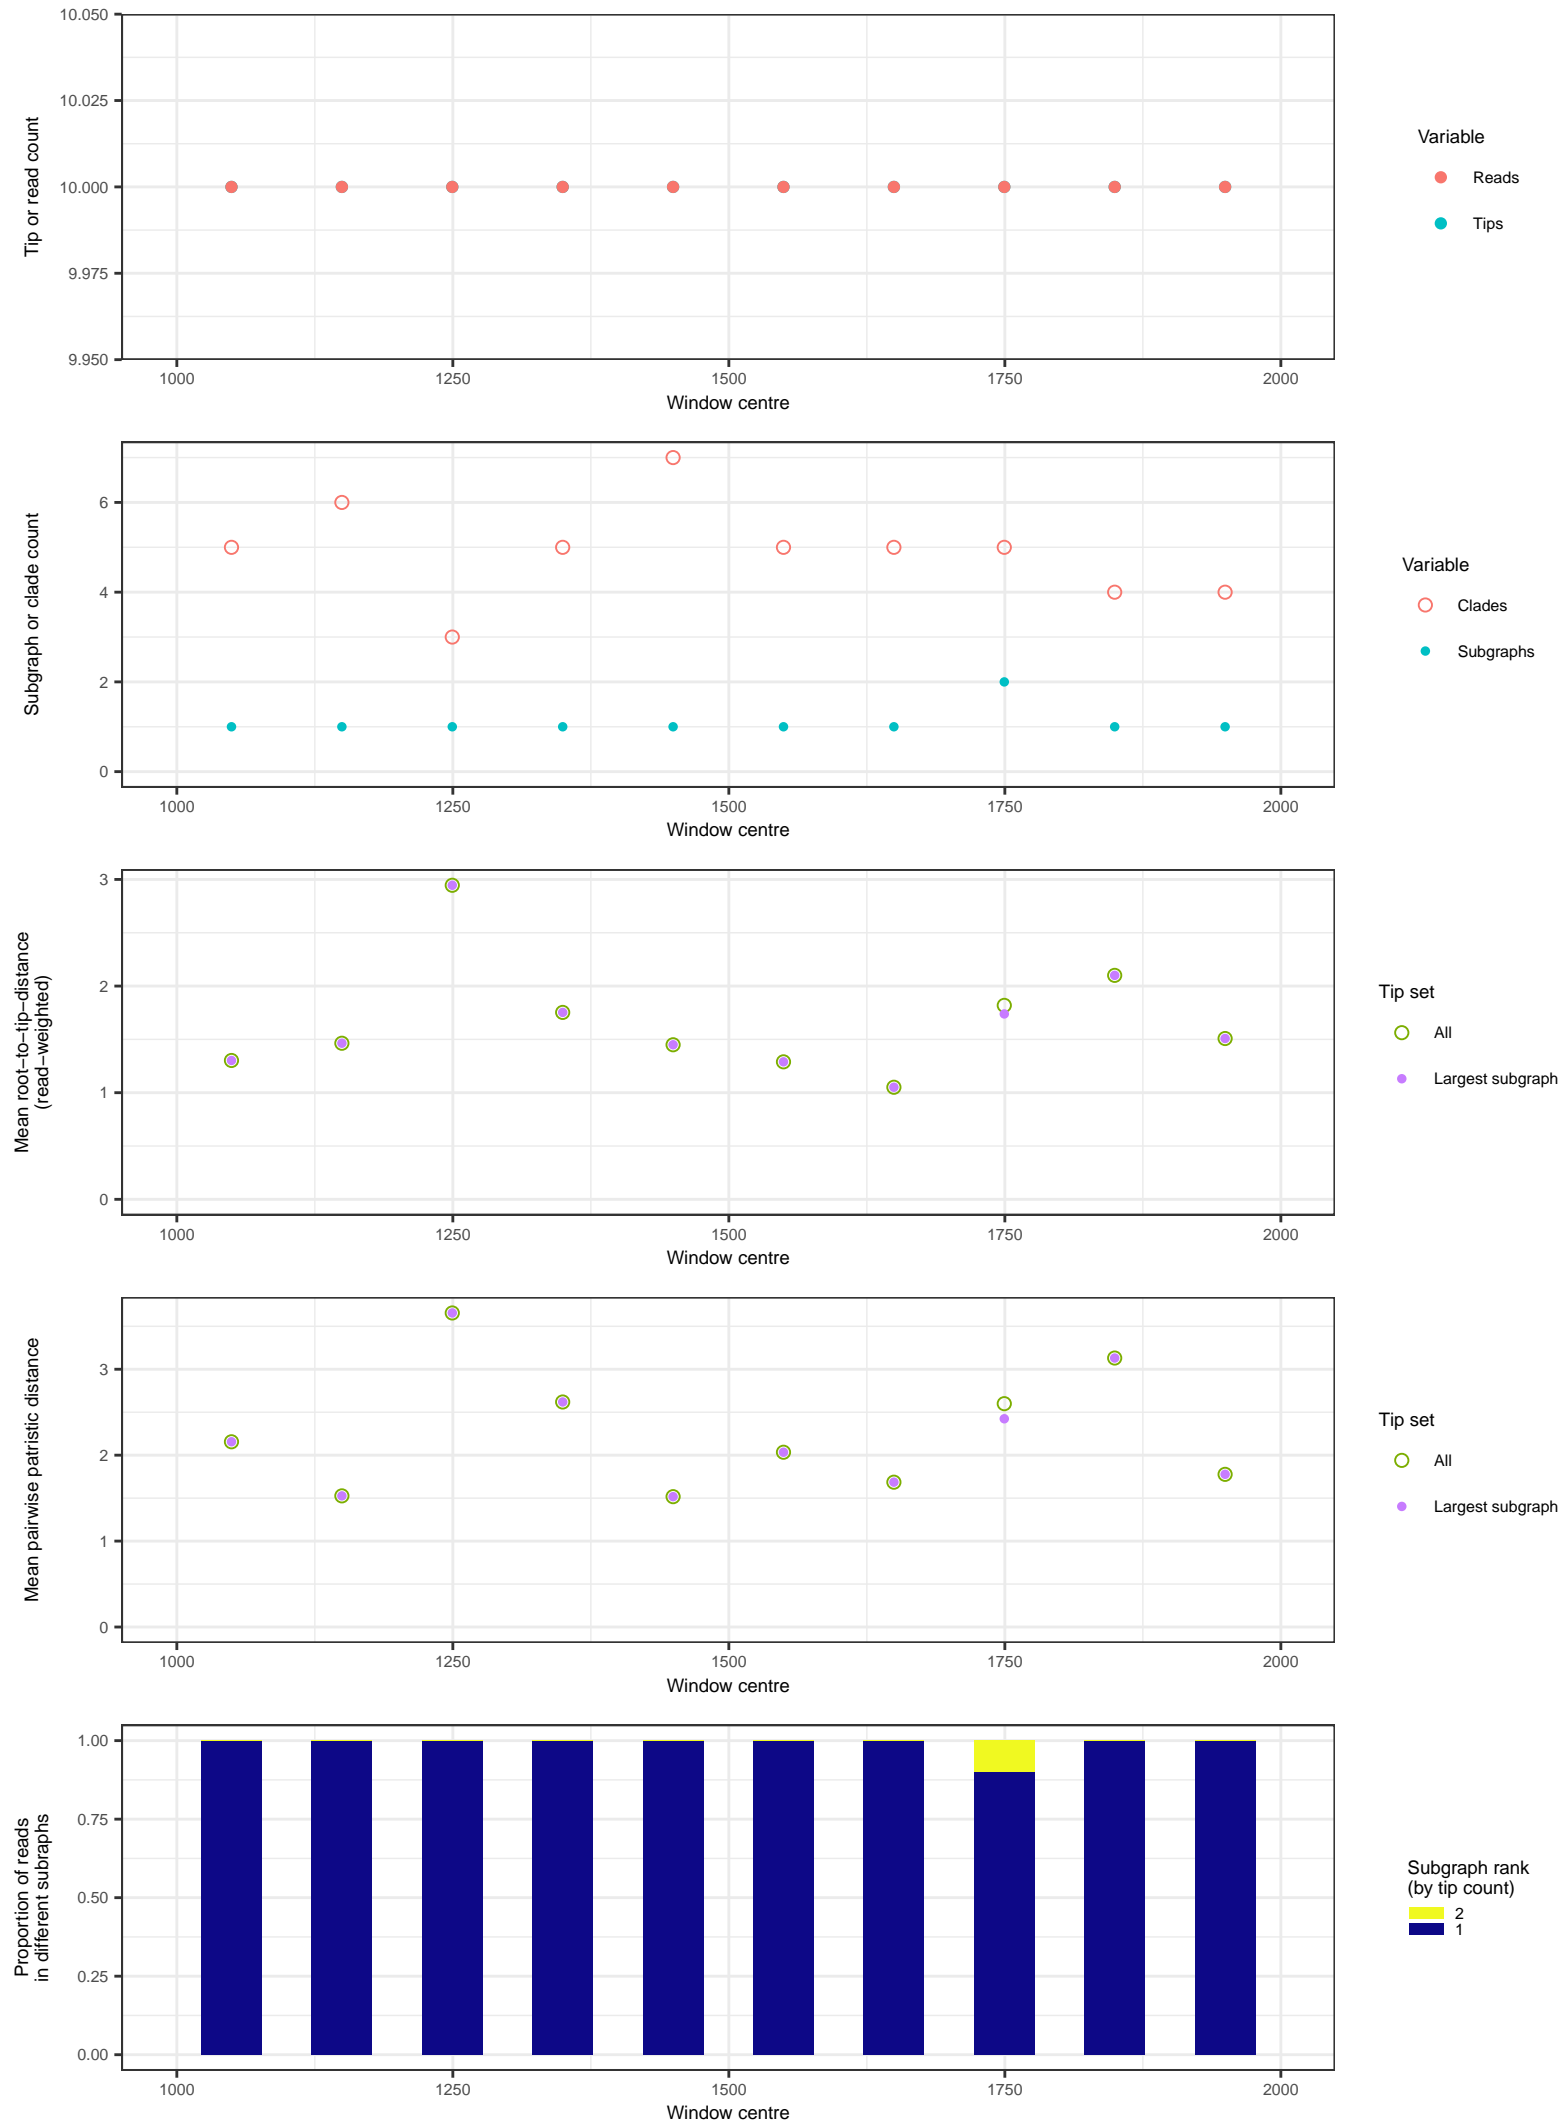 10.050
10.025
10.000
9.975
9.950
Tip or read count
1000 1250 1500 1750 2000
Window centre
Variable
Reads
Tips
6
4
2
0
Subgraph or clade count
1000 1250 1500 1750 2000
Window centre
Variable
Clades
Subgraphs
3
2
1
0
Mean root−to−tip−distance
(read−weighted)
1000 1250 1500 1750 2000
Window centre
Tip set
All
Largest subgraph
3
2
1
0
Mean pairwise patristic distance
1000 1250 1500 1750 2000
Window centre
Tip set
All
Largest subgraph
1.00
0.75
0.50
0.25
0.00
Proportion of reads
in different subraphs
1000 1250 1500 1750 2000
Window centre
Subgraph rank
(by tip count)
2
1